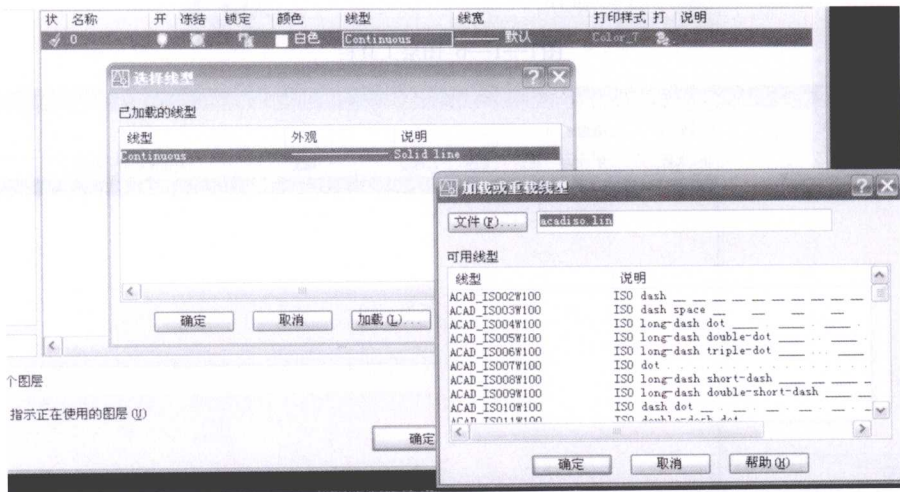 状 名称 开 冻结 锁定 颜色 线型 线宽 打印样式 打 说明
0 白色 Continuous 默认 Color_7
选择线型
已加载的线型
线型 外观 说明
Continuous Solid line
确定 取消 加载(L)...
个图层
指示正在使用的图层(U)
确定
加载或重载线型
文件(F)... acadiso.lin
可用线型
线型 说明
ACAD_ISO02W100 ISO dash
ACAD_ISO03W100 ISO dash space
ACAD_ISO04W100 ISO long-dash dot
ACAD_ISO05W100 ISO long-dash double-dot
ACAD_ISO06W100 ISO long-dash triple-dot
ACAD_ISO07W100 ISO dot
ACAD_ISO08W100 ISO long-dash short-dash
ACAD_ISO09W100 ISO long-dash double-short-dash
ACAD_ISO10W100 ISO dash dot
ACAD_ISO11W100 ISO double-dash dot
确定 取消 帮助(H)